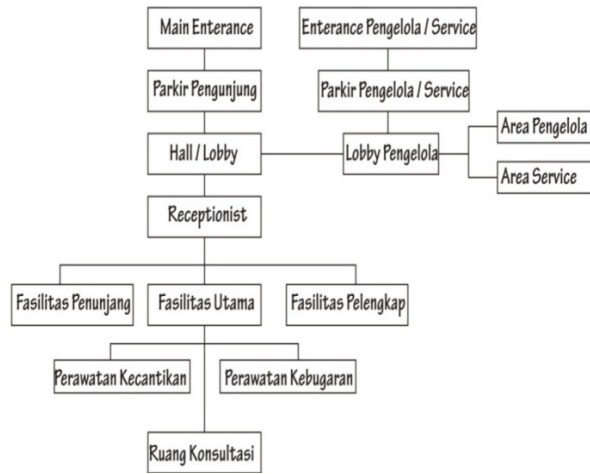 Main Enterance
Enterance Pengelola / Service
Parkir Pengunjung
Parkir Pengelola / Service
Hall / Lobby
Lobby Pengelola
Area Pengelola
Area Service
Receptionist
Fasilitas Penunjang
Fasilitas Utama
Fasilitas Pelengkap
Perawatan Kecantikan
Perawatan Kebugaran
Ruang Konsultasi